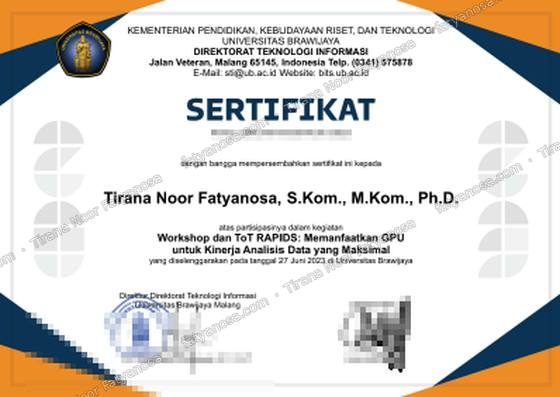 KEMENTERIAN PENDIDIKAN, KEBUDAYAAN RISET, DAN TEKNOLOGI
UNIVERSITAS BRAWIJAYA
DIREKTORAT TEKNOLOGI INFORMASI
Jalan Veteran, Malang 65145, Indonesia Telp. (0341) 575878
E-Mail: sti@ub.ac.id Website: bits.ub.ac.id
SERTIFIKAT
dengan bangga mempersembahkan sertifikat ini kepada
Tirana Noor Fatyanosa, S.Kom., M.Kom., Ph.D.
atas partisipasinya dalam kegiatan
Workshop dan ToT RAPIDS: Memanfaatkan GPU
untuk Kinerja Analisis Data yang Maksimal
yang diselenggarakan pada tanggal 27 Juni 2023 di Universitas Brawijaya
Direktur Direktorat Teknologi Informasi
Universitas Brawijaya Malang
Tirana Noor Fatyanosa